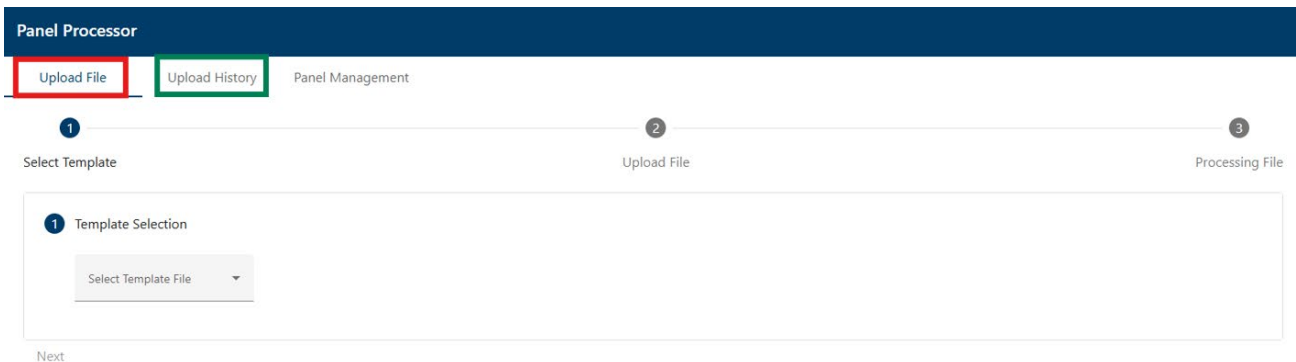 Panel Processor
Upload File Upload History Panel Management
1 2 3
Select Template Upload File Processing File
1 Template Selection
Select Template File
Next